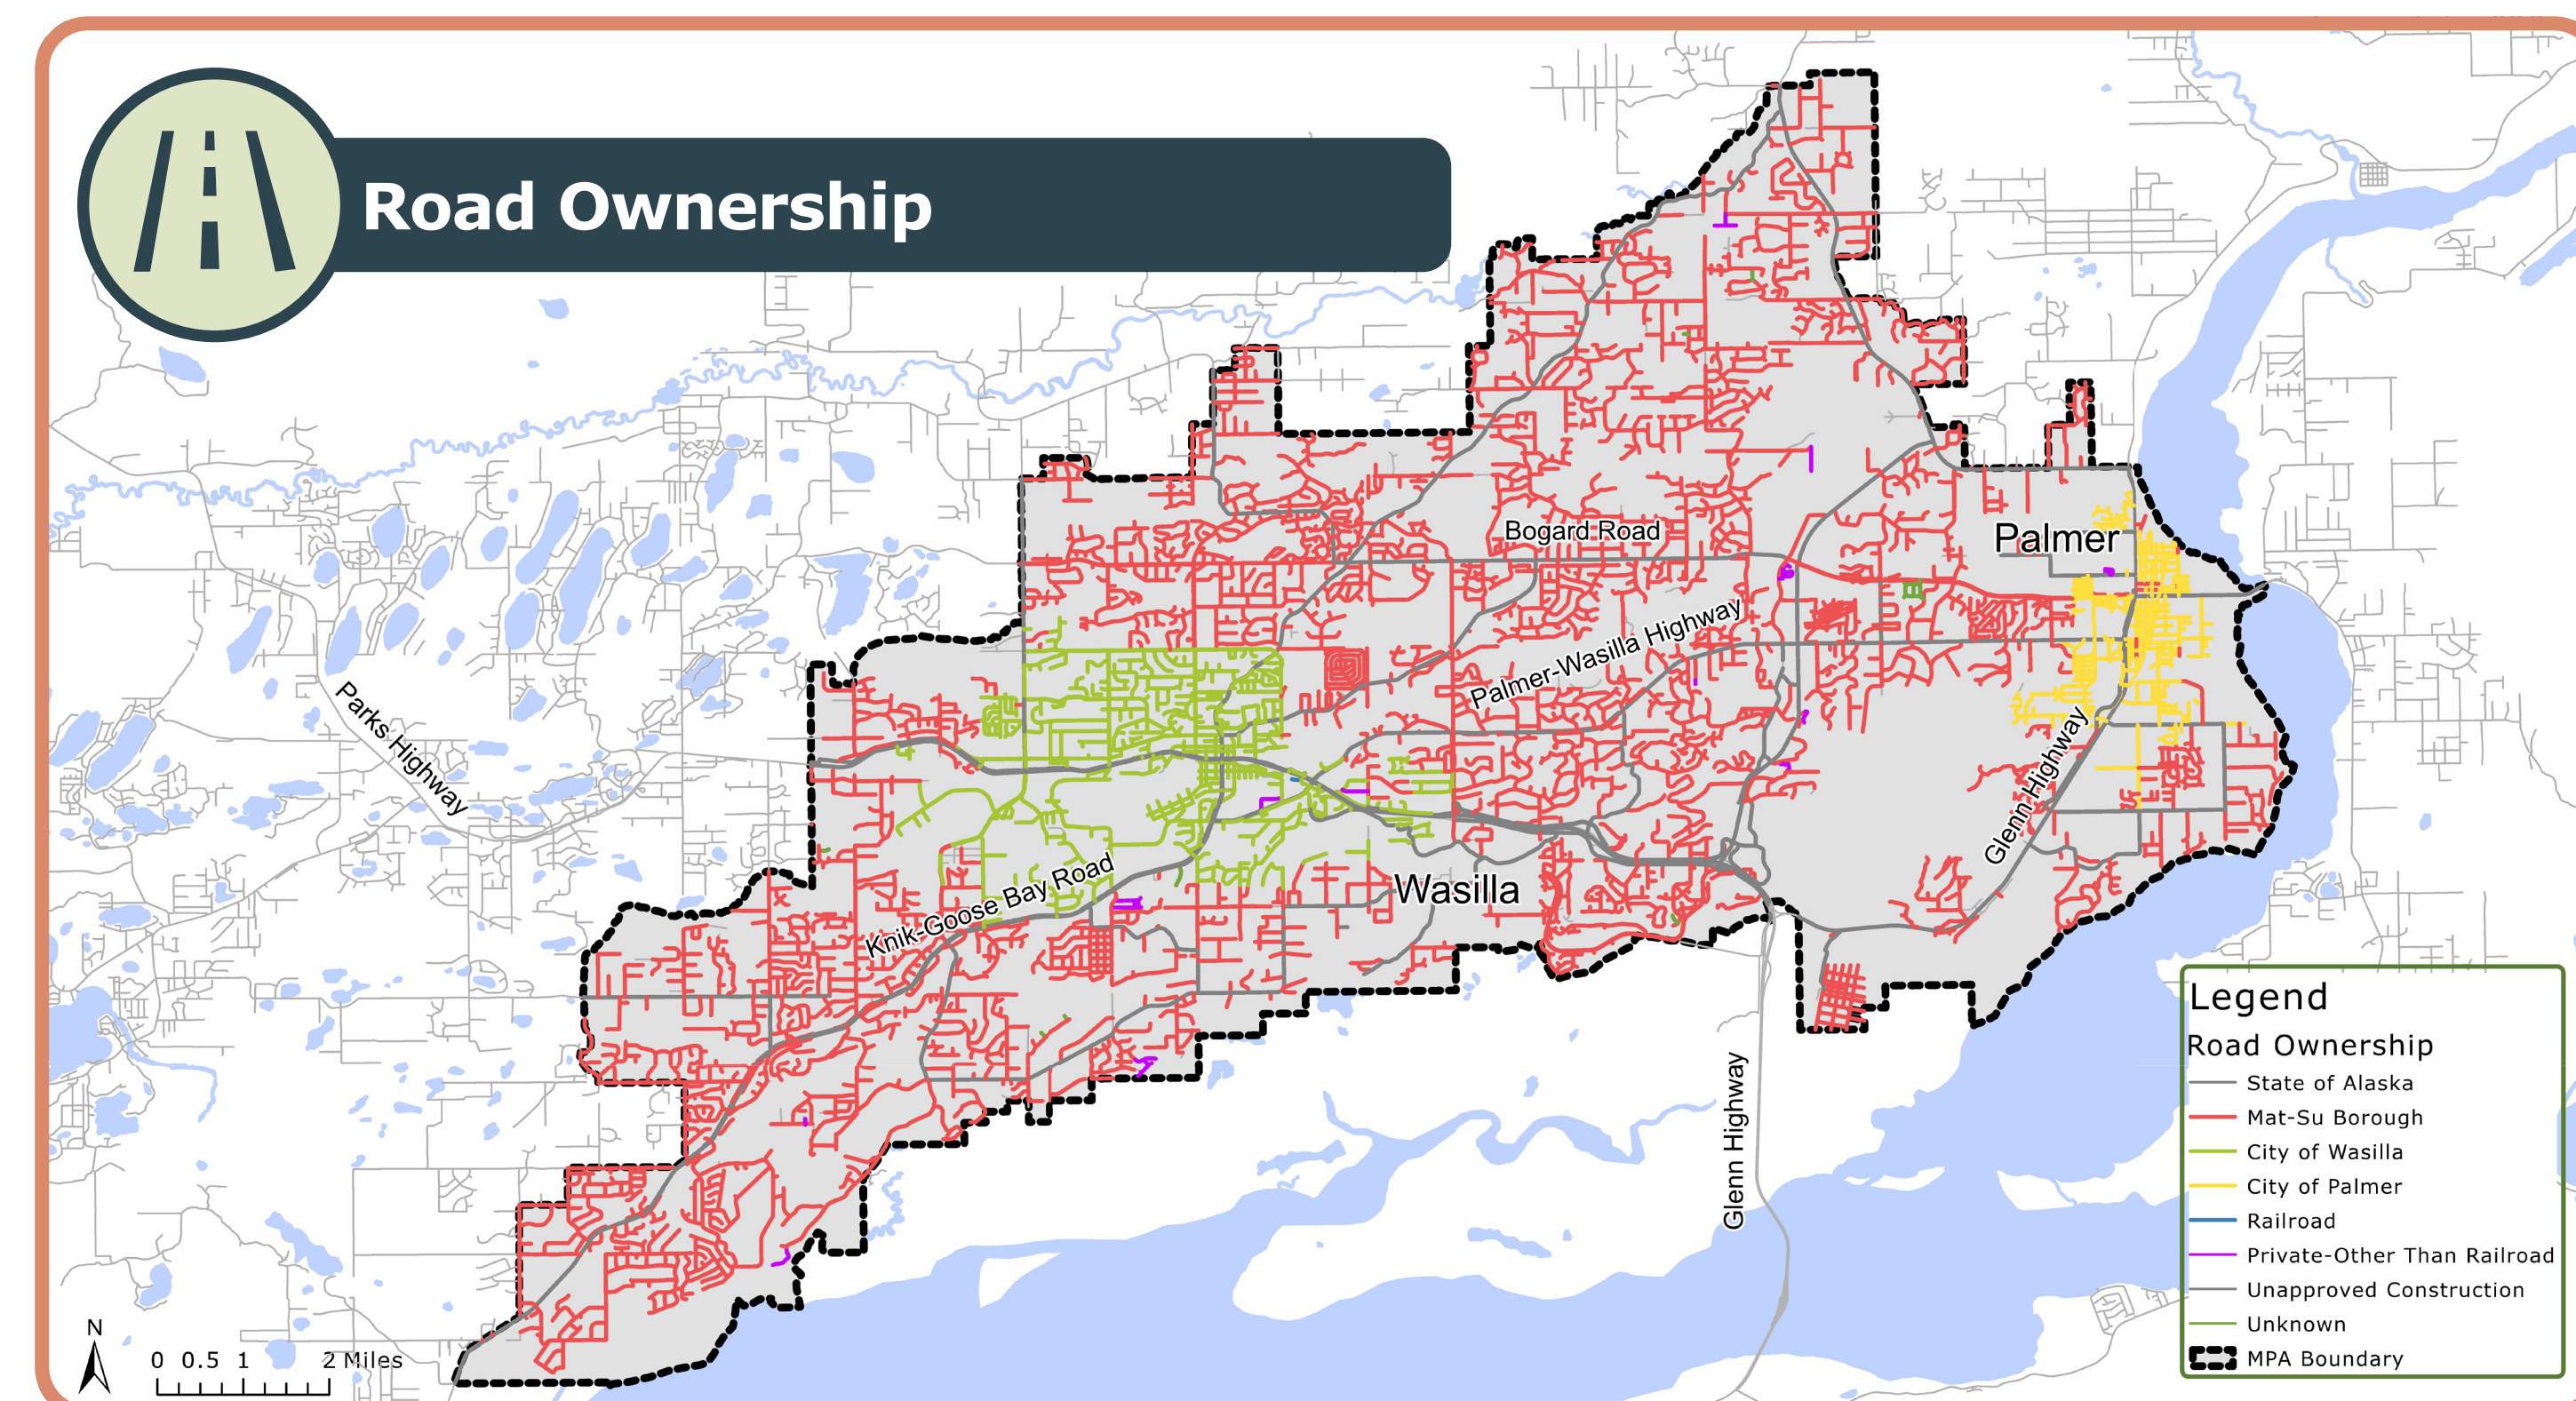 Road Ownership
Bogard Road
Palmer
Palmer-Wasilla Highway
Parks Highway
Glenn Highway
Knik-Goose Bay Road
Wasilla
Glenn Highway
N
0 0.5 1 2 Miles
Legend
Road Ownership
State of Alaska
Mat-Su Borough
City of Wasilla
City of Palmer
Railroad
Private-Other Than Railroad
Unapproved Construction
Unknown
MPA Boundary